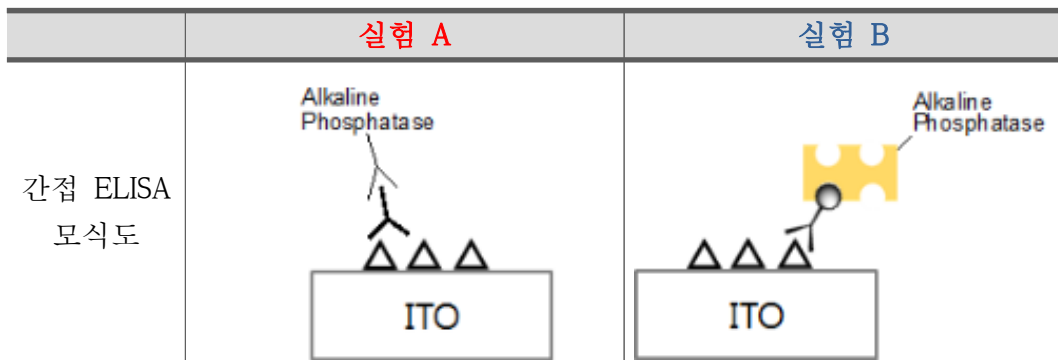 실험 A
실험 B
간접 ELISA
모식도
Alkaline
Phosphatase
ITO
Alkaline
Phosphatase
ITO